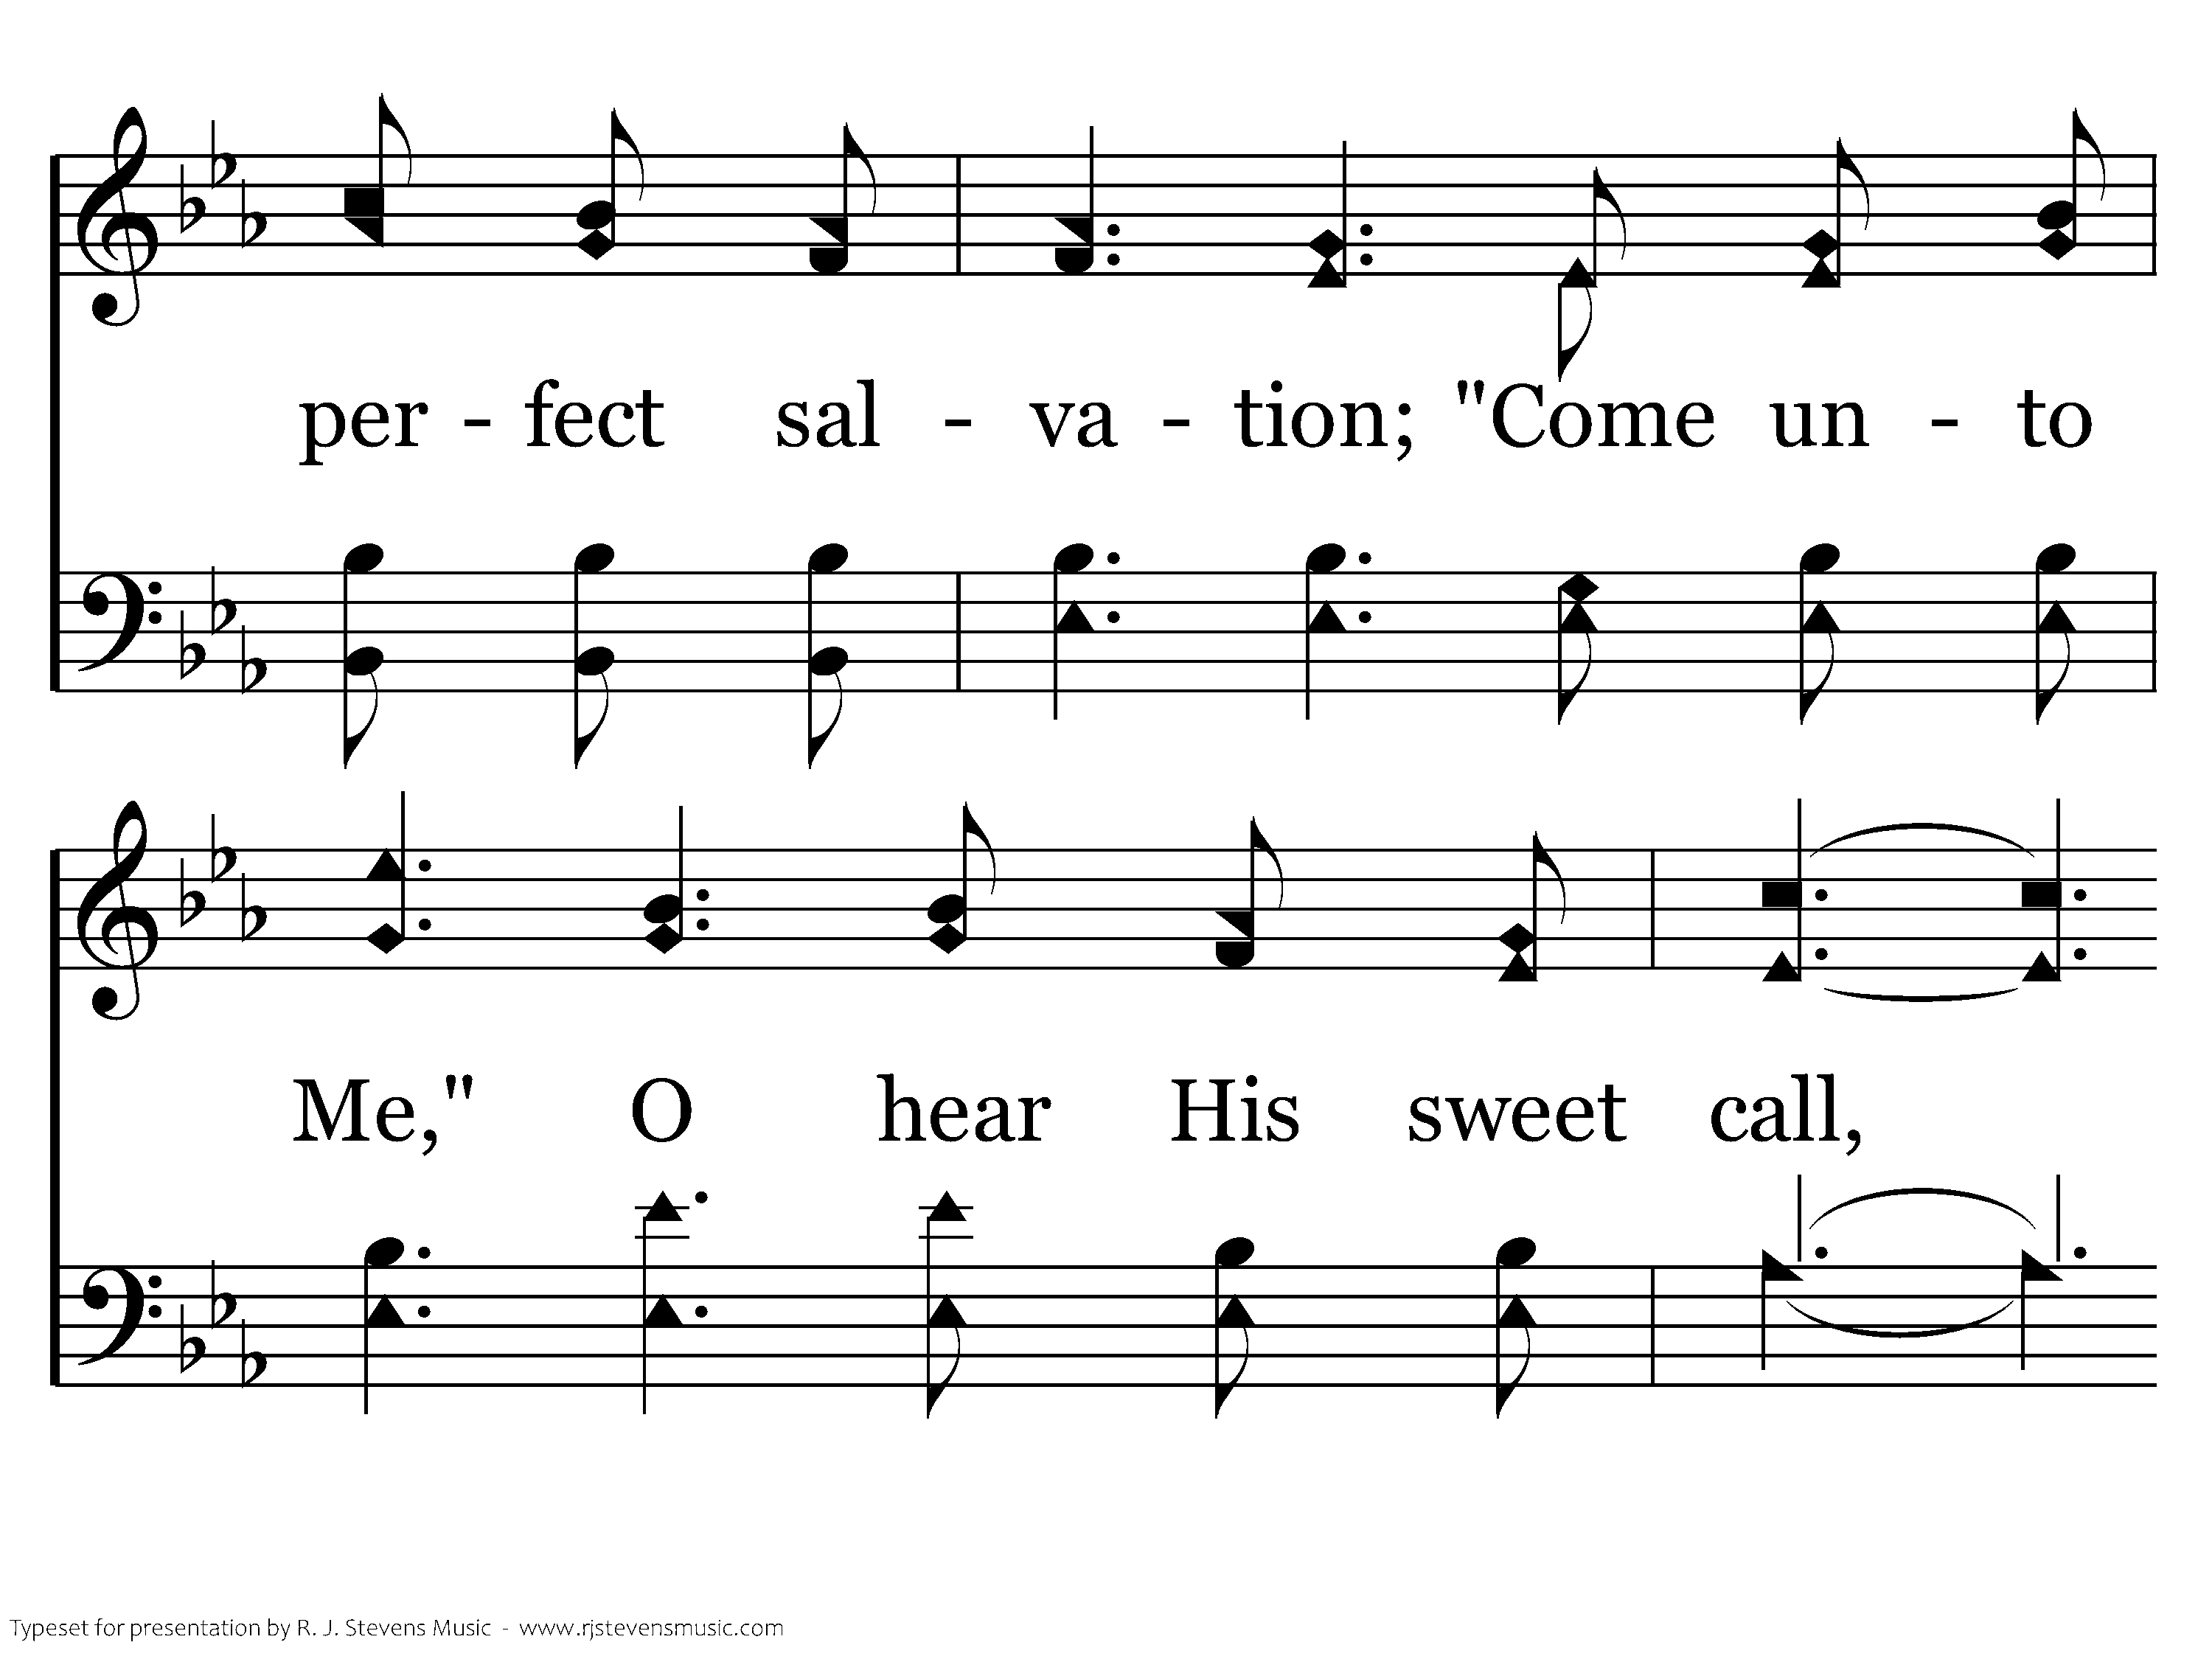 per - fect sal - va - tion; "Come un - to
Me," O hear His sweet call,
Typeset for presentation by R. J. Stevens Music - www.rjstevensmusic.com